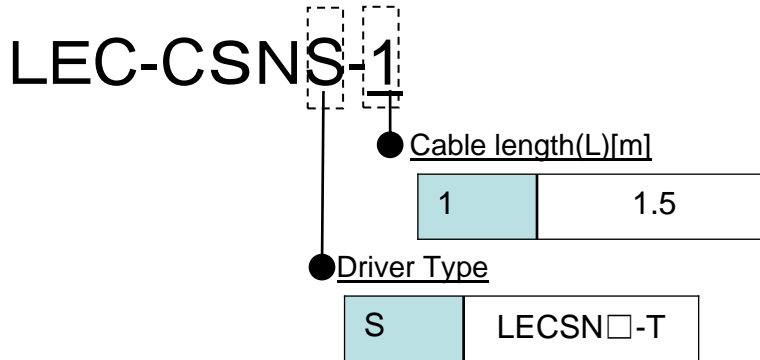 LEC-CSNS-1
Cable length(L)[m]
1 1.5
Driver Type
S LECSN□-T